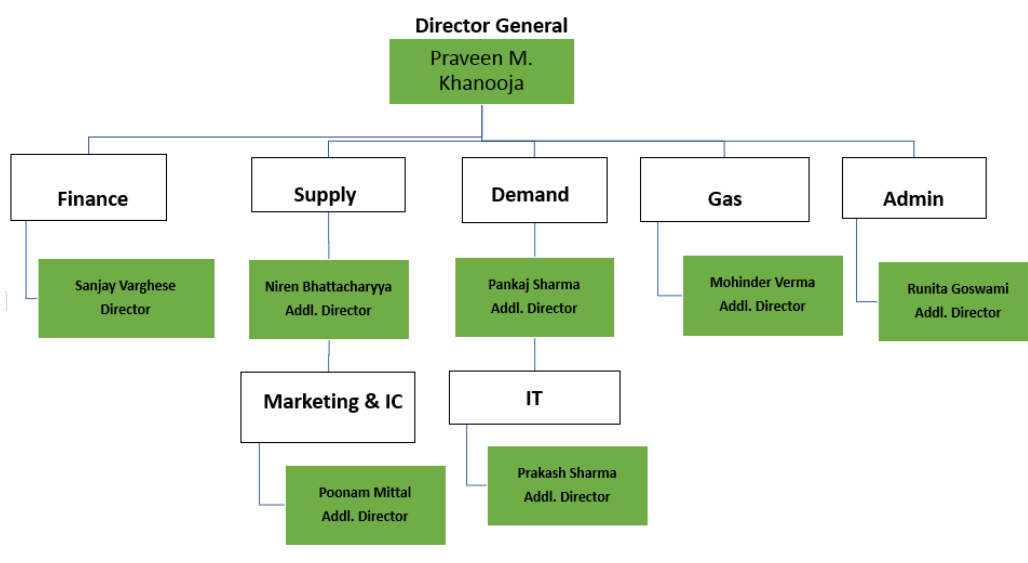 Director General
Praveen M.
Khanooja
Finance
Supply
Demand
Gas
Admin
Sanjay Varghese
Director
Niren Bhattacharyya
Addl. Director
Pankaj Sharma
Addl. Director
Mohinder Verma
Addl. Director
Runita Goswami
Addl. Director
Marketing & IC
IT
Poonam Mittal
Addl. Director
Prakash Sharma
Addl. Director